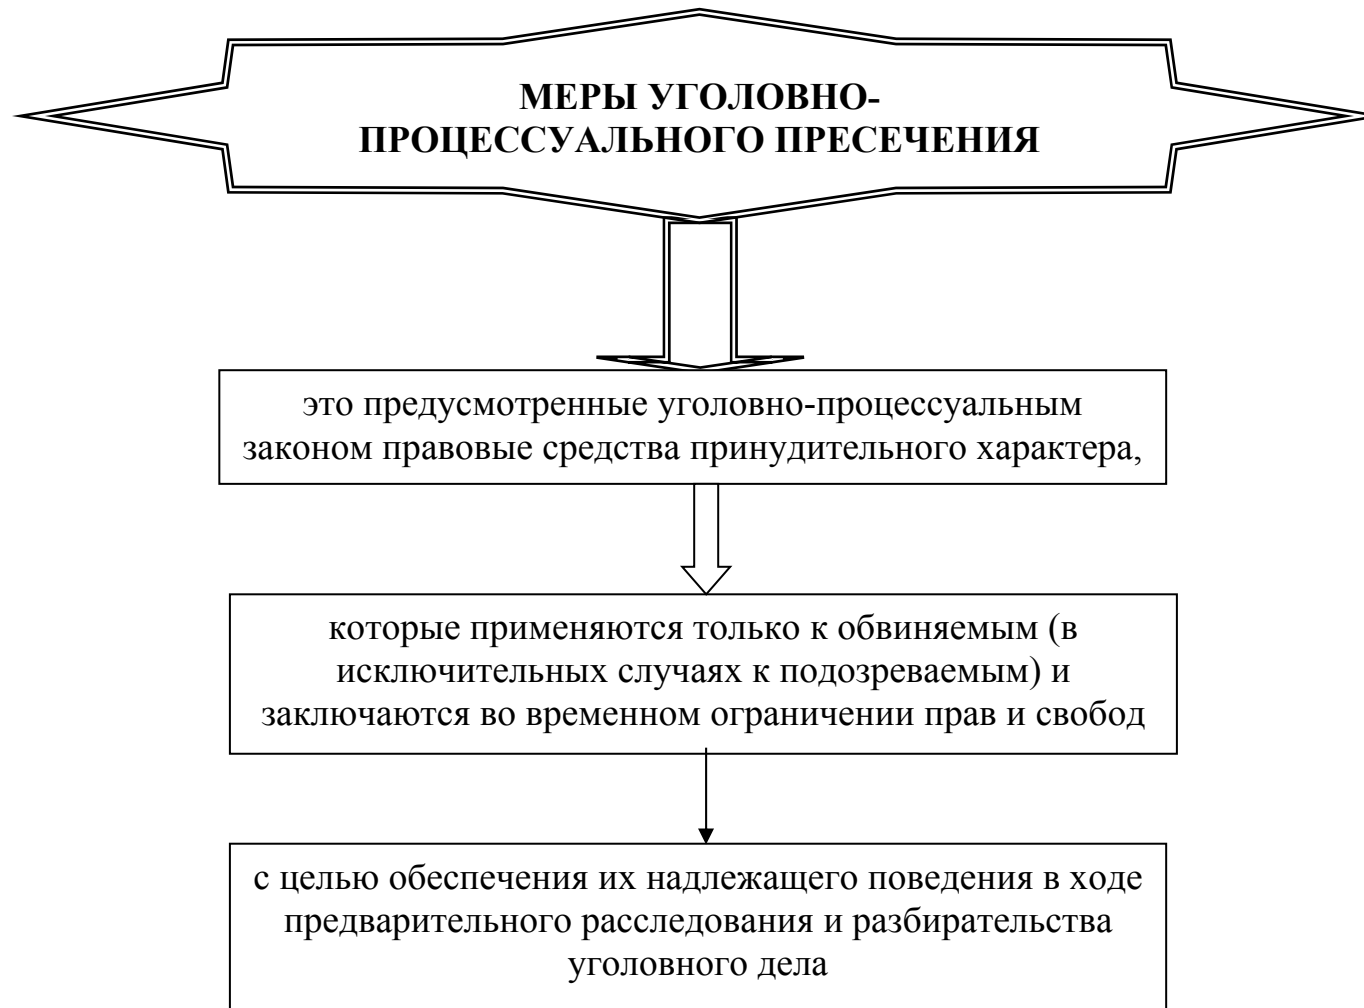 МЕРЫ УГОЛОВНО-
ПРОЦЕССУАЛЬНОГО ПРЕСЕЧЕНИЯ
это предусмотренные уголовно-процессуальным
законом правовые средства принудительного характера,
которые применяются только к обвиняемым (в
исключительных случаях к подозреваемым) и
заключаются во временном ограничении прав и свобод
с целью обеспечения их надлежащего поведения в ходе
предварительного расследования и разбирательства
уголовного дела